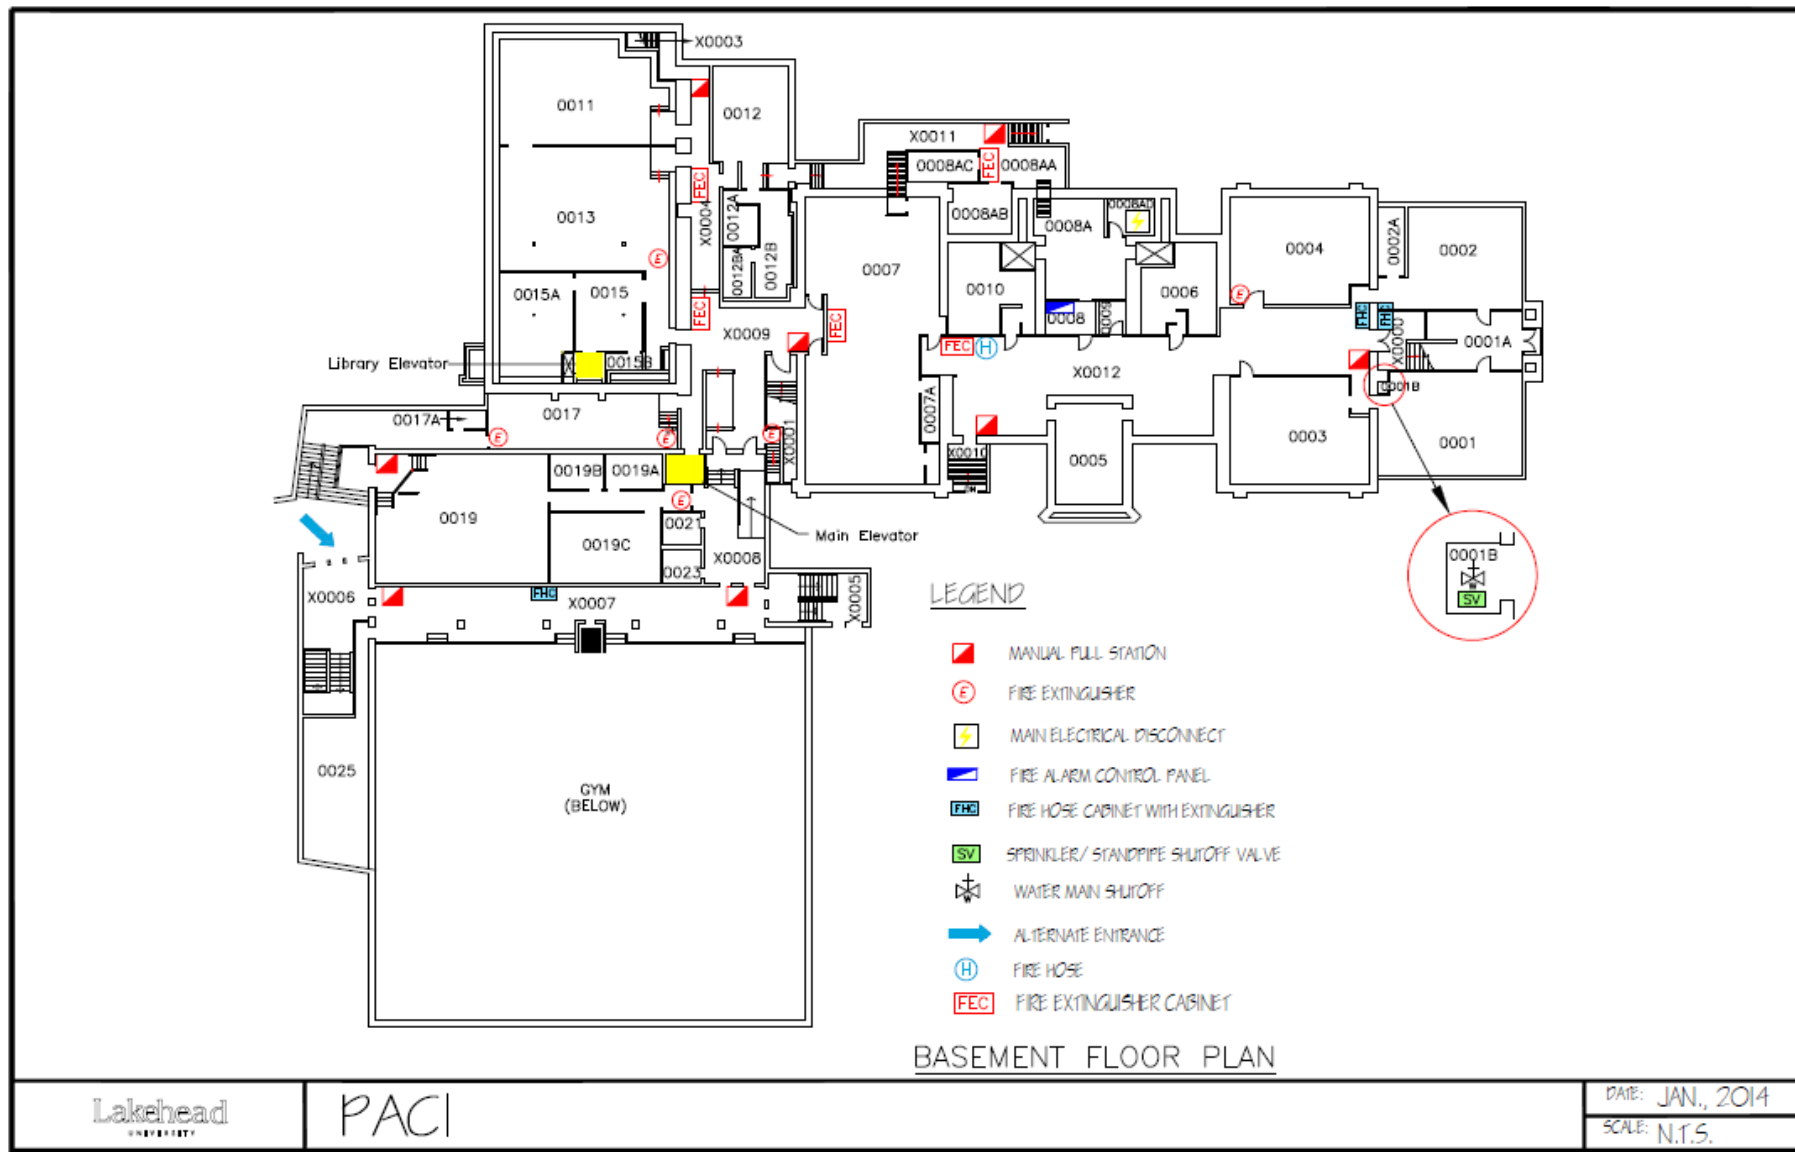 X0003
0011
0012
X0011
0008AC
FEC
0008AA
FEC
0013
X0004
0012A
0008AB
0008A
0008AD
0004
0002A
0002
E
0012BA
0012B
0007
0015A
0015
0010
0006
E
FEC
X0009
FEC
0008
0009
FHC
FHC
X000D
0001A
Library Elevator
0015B
FEC
H
X0012
0001B
0017A
0017
0007A
E
E
E
X0001
0003
0001
0019B
0019A
X0010
0005
0019
E
0021
0019C
Main Elevator
X0008
0023
0001B
SV
X0006
FHC
X0007
X0005
0025
GYM
(BELOW)
LEGEND
MANUAL PULL STATION
E FIRE EXTINGUISHER
MAIN ELECTRICAL DISCONNECT
FIRE ALARM CONTROL PANEL
FHC FIRE HOSE CABINET WITH EXTINGUISHER
SV SPRINKLER/ STANDPIPE SHUTOFF VALVE
W WATER MAIN SHUTOFF
ALTERNATE ENTRANCE
H FIRE HOSE
FEC FIRE EXTINGUISHER CABINET
BASEMENT FLOOR PLAN
Lakehead
UNIVERSITY
PACI
DATE: JAN., 2014
SCALE: N.T.S.